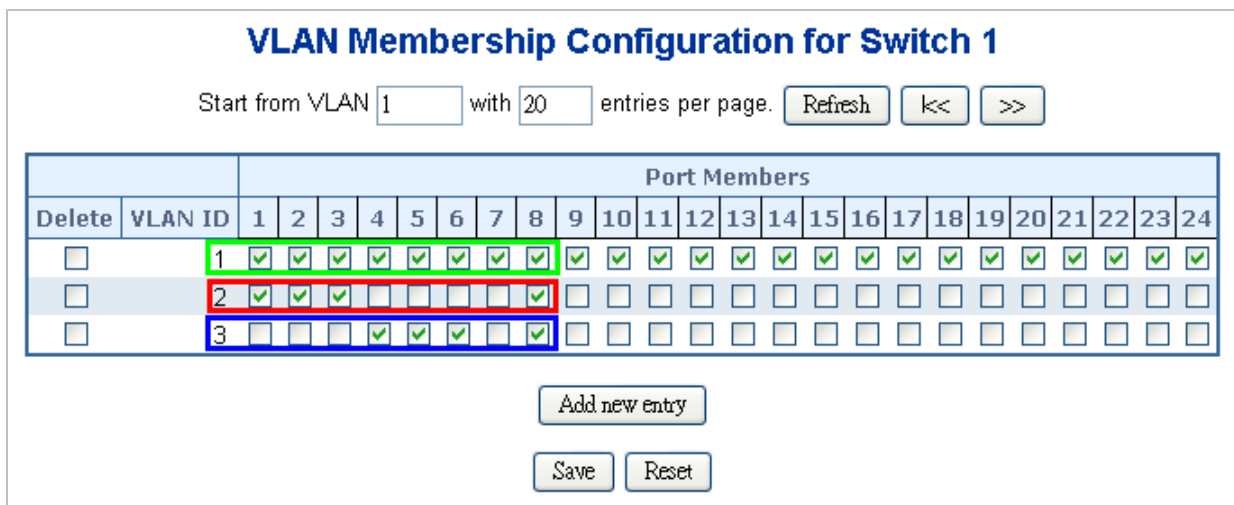 VLAN Membership Configuration for Switch 1
Start from VLAN 1 with 20 entries per page. Refresh |<< >>
Port Members
Delete VLAN ID 1 2 3 4 5 6 7 8 9 10 11 12 13 14 15 16 17 18 19 20 21 22 23 24
1
2
3
Add new entry
Save Reset